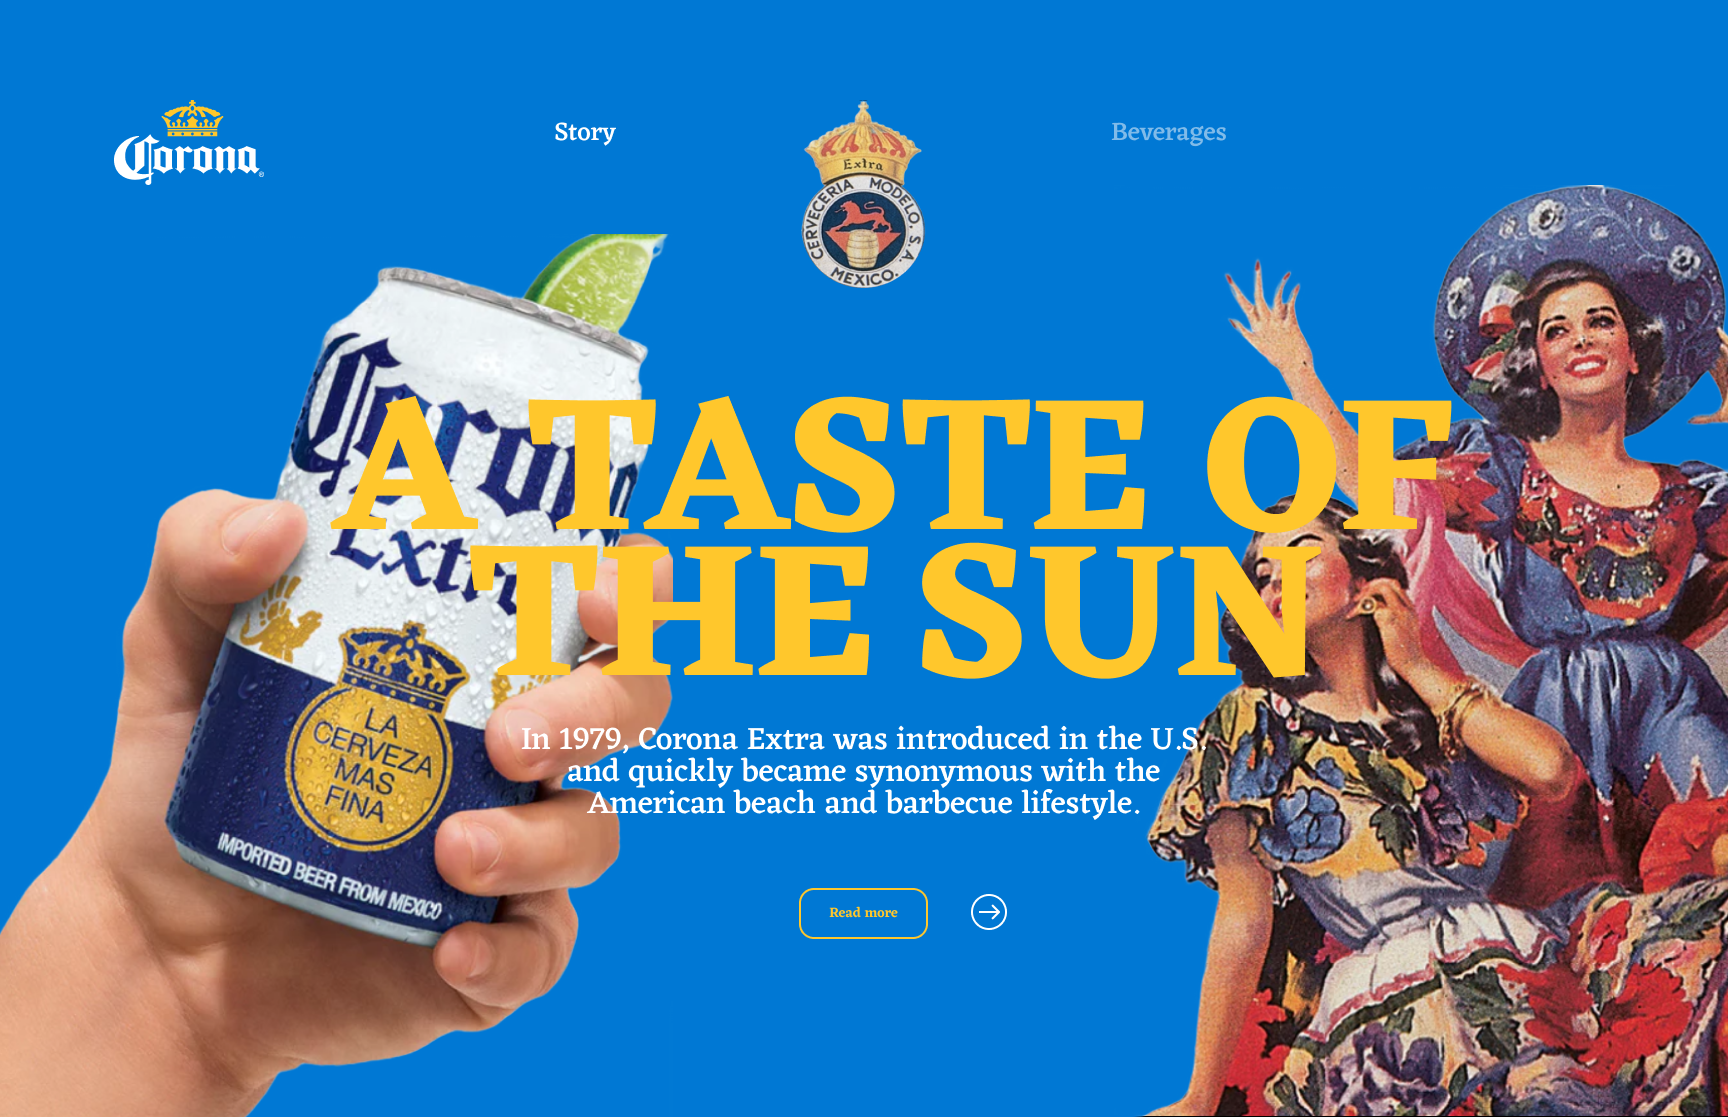 Corona
®
Story
Extra
CERVECERIA MODELO, S.A.
MEXICO.
Beverages
Corona
Extra
A TASTE OF
THE SUN
LA
CERVEZA
MAS
FINA
IMPORTED BEER FROM MEXICO
In 1979, Corona Extra was introduced in the U.S.
and quickly became synonymous with the
American beach and barbecue lifestyle.
Read more